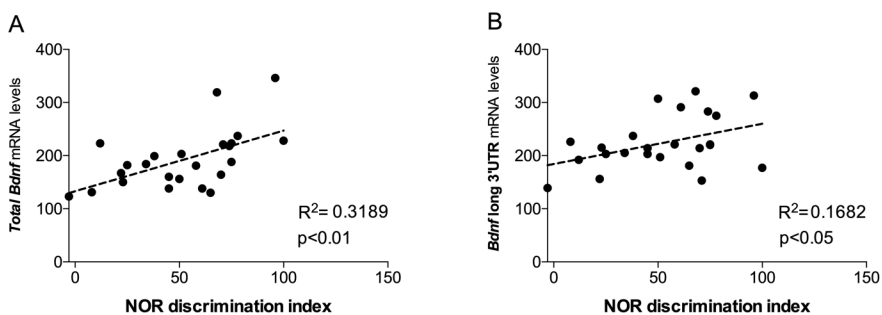 A
Total Bdnf mRNA levels
400
300
200
100
0
0 50 100 150
NOR discrimination index
R²= 0.3189
p<0.01
B
Bdnf long 3'UTR mRNA levels
400
300
200
100
0
0 50 100 150
NOR discrimination index
R²=0.1682
p<0.05